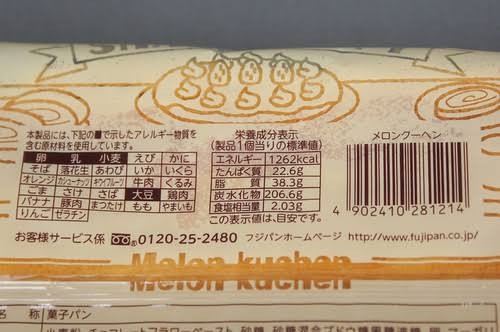 本製品には、下記の■で示したアレルギー物質を
含む原材料を使用しています。
卵 乳 小麦 えび かに
そば 落花生 あわび いか いくら
オレンジ カシューナッツ キウイフルーツ 牛肉 くるみ
ごま さけ さば 大豆 鶏肉
バナナ 豚肉 まつたけ もも やまいも
りんご ゼラチン
栄養成分表示
(製品1個当りの標準値)
エネルギー 1262kcal
たんぱく質 22.6g
脂質 38.3g
炭水化物 206.6g
食塩相当量 2.03g
この表示値は、目安です。
メロンクーヘン
4 902410 281214
お客様サービス係 0120-25-2480 フジパンホームページ http://www.fujipan.co.jp/
Melon kuchen
名 称 菓子パン